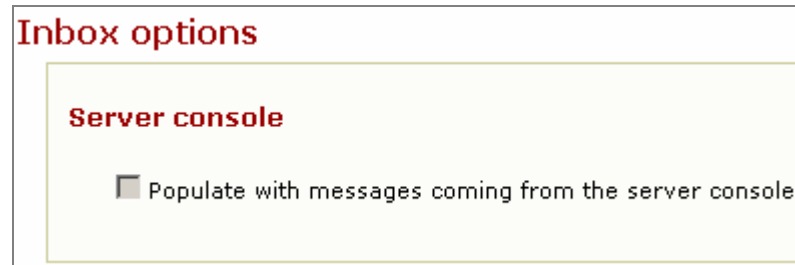 Inbox options
Server console
Populate with messages coming from the server console